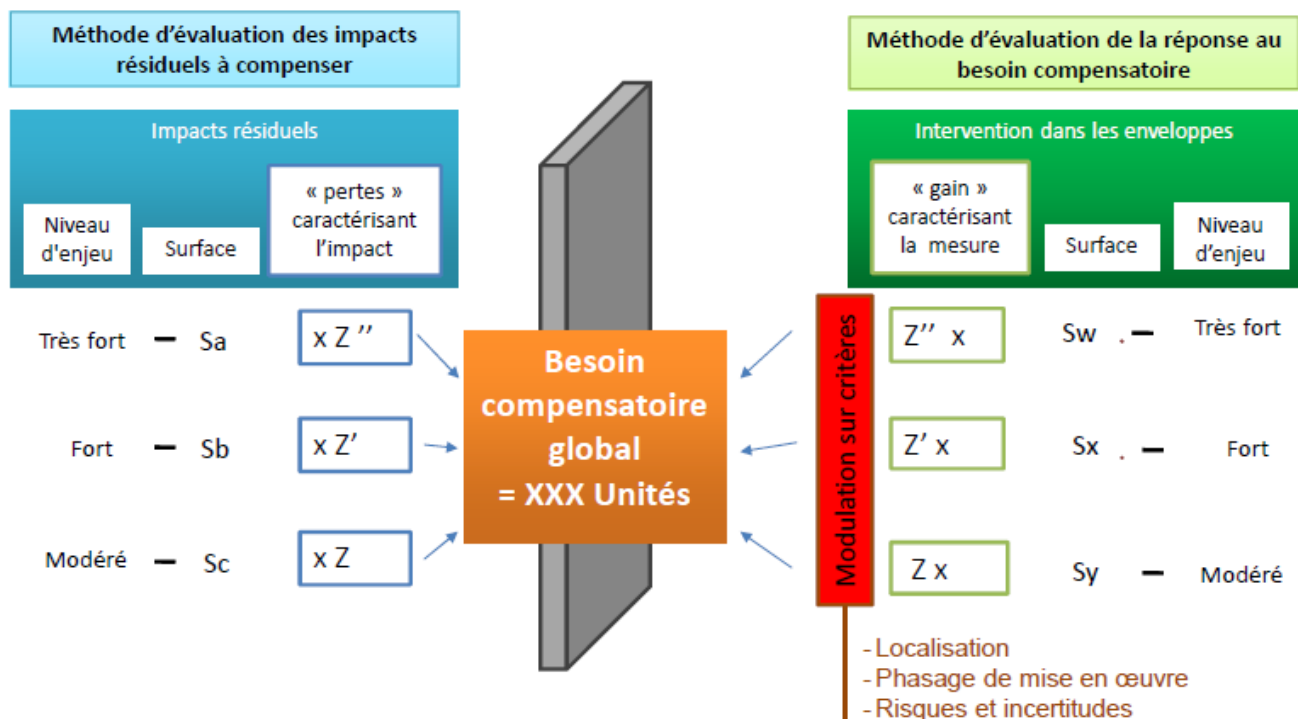 Méthode d'évaluation des impacts
résiduels à compenser
Impacts résiduels
Niveau
d'enjeu
Surface
« pertes »
caractérisant
l'impact
Très fort – Sa x Z ''
Fort – Sb x Z'
Modéré – Sc x Z
Besoin
compensatoire
global
= XXX Unités
Méthode d'évaluation de la réponse au
besoin compensatoire
Intervention dans les enveloppes
« gain »
caractérisant
la mesure
Surface
Niveau
d'enjeu
Modulation sur critères
Z'' x Sw . – Très fort
Z' x Sx . – Fort
Z x Sy – Modéré
- Localisation
- Phasage de mise en œuvre
- Risques et incertitudes